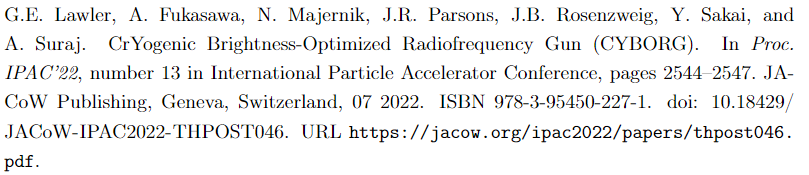 G.E. Lawler, A. Fukasawa, N. Majernik, J.R. Parsons, J.B. Rosenzweig, Y. Sakai, and
A. Suraj. CrYogenic Brightness-Optimized Radiofrequency Gun (CYBORG). In Proc.
IPAC'22, number 13 in International Particle Accelerator Conference, pages 2544–2547. JA-
CoW Publishing, Geneva, Switzerland, 07 2022. ISBN 978-3-95450-227-1. doi: 10.18429/
JACoW-IPAC2022-THPOST046. URL https://jacow.org/ipac2022/papers/thpost046.
pdf.